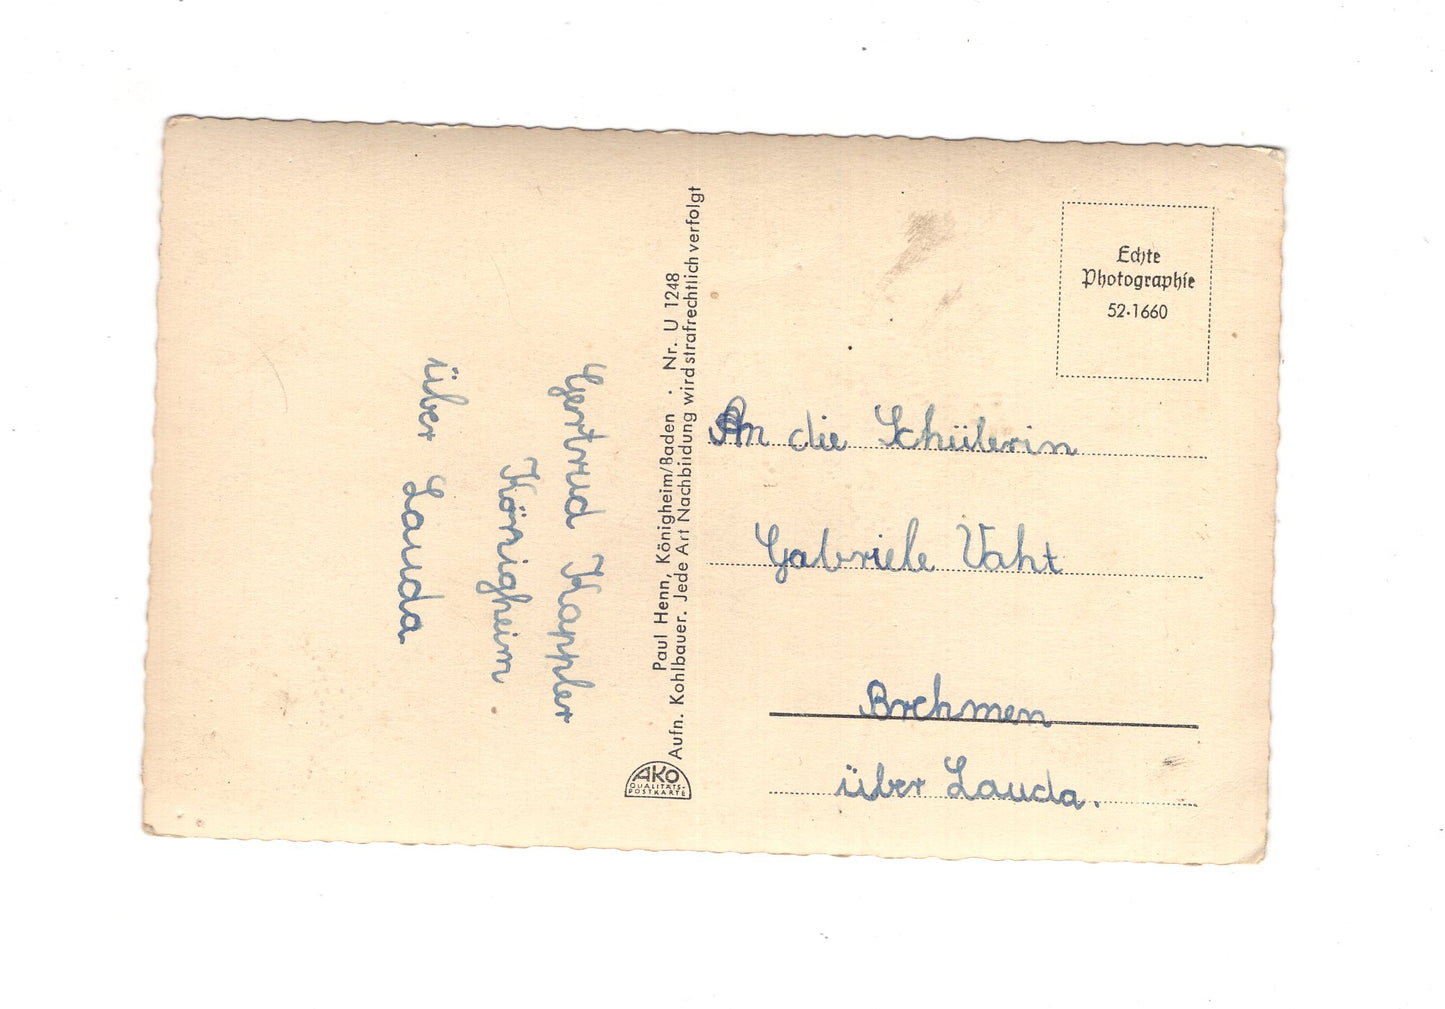 Gertrud Kappler
Königheim
über Lauda
Paul Henn, Königheim/Baden · Nr. U 1248
Aufn. Kohlbauer. Jede Art Nachbildung wird strafrechtlich verfolgt
AKO
QUALITÄTS-
POSTKARTE
Echte
Photographie
52·1660
An die Schülerin
Gabriele Vaht
Brehmen
über Lauda.